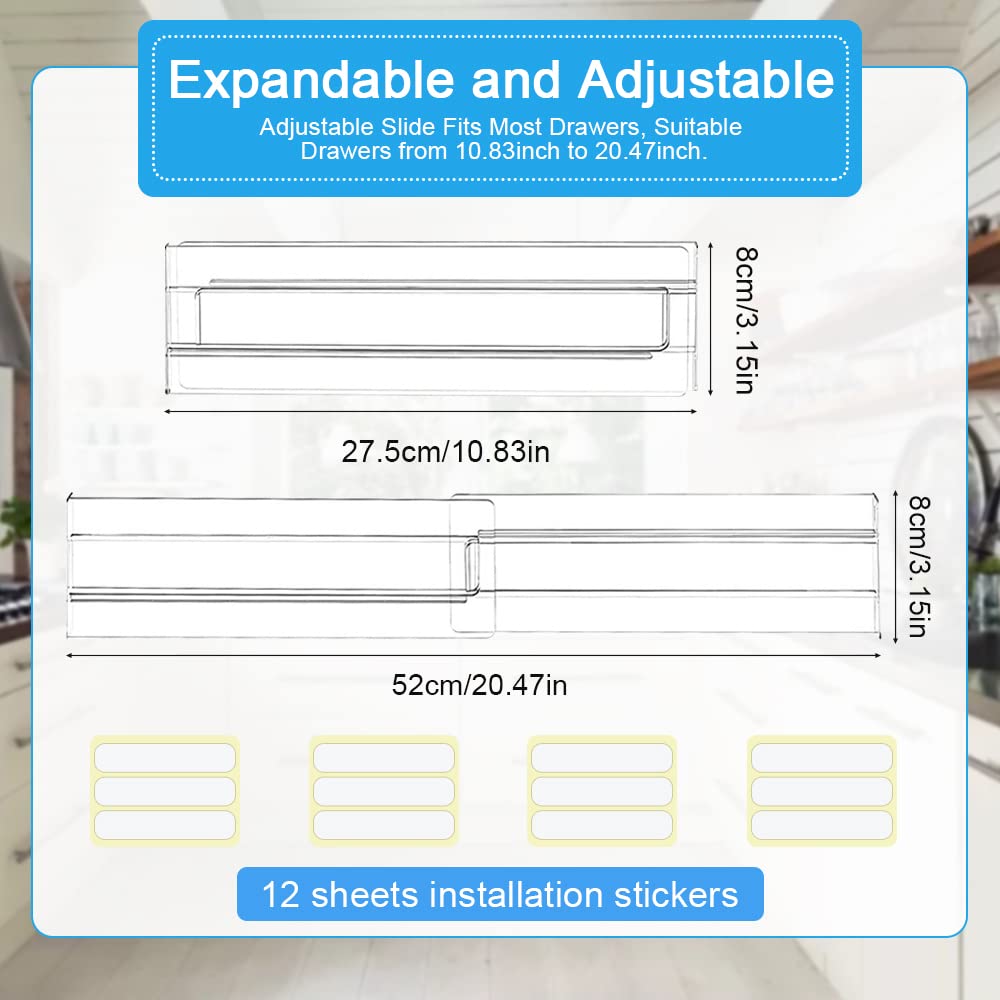 Expandable and Adjustable
Adjustable Slide Fits Most Drawers, Suitable
Drawers from 10.83inch to 20.47inch.
8cm/3.15in
27.5cm/10.83in
8cm/3.15in
52cm/20.47in
12 sheets installation stickers